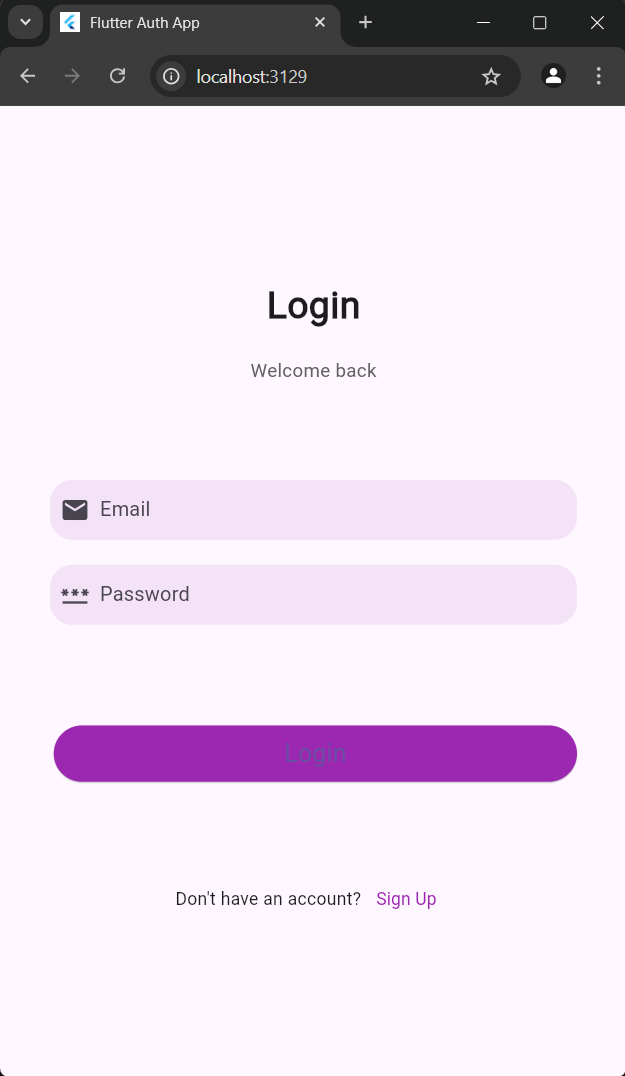 Flutter Auth App
localhost:3129
Login
Welcome back
Email
*** Password
Login
Don't have an account? Sign Up